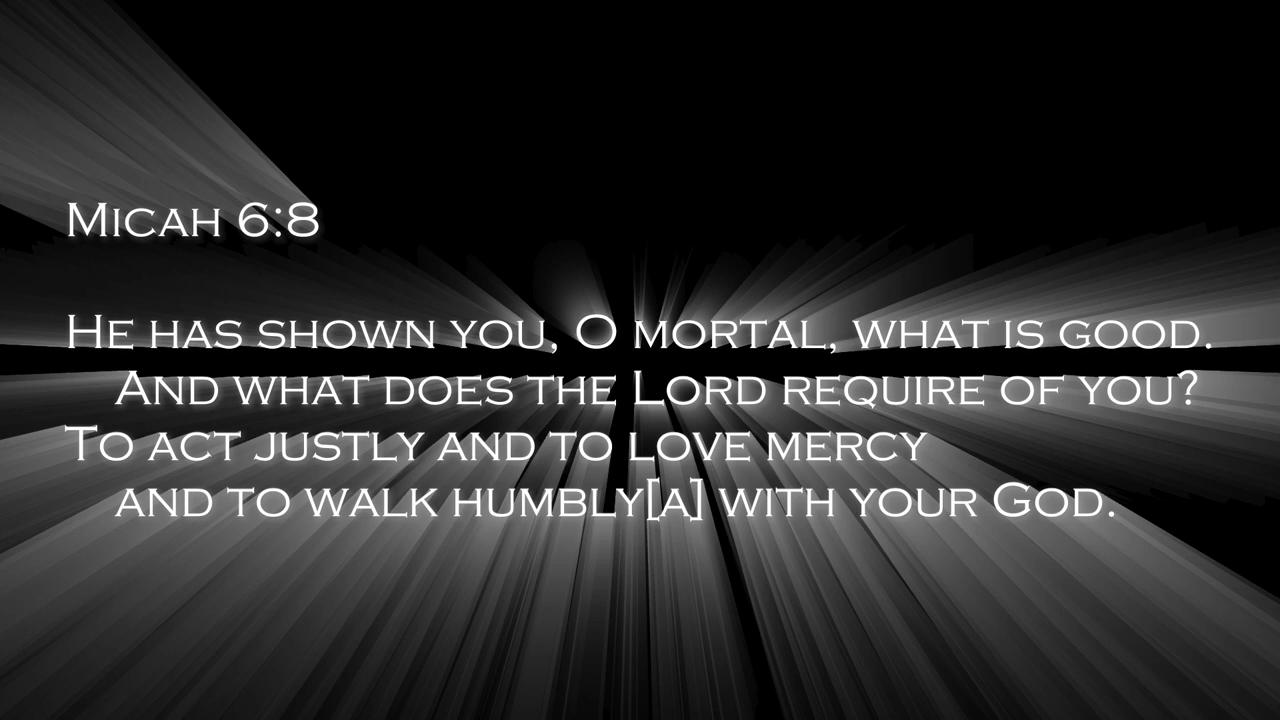 Micah 6:8
He has shown you, O mortal, what is good.
And what does the Lord require of you?
To act justly and to love mercy
and to walk humbly[a] with your God.